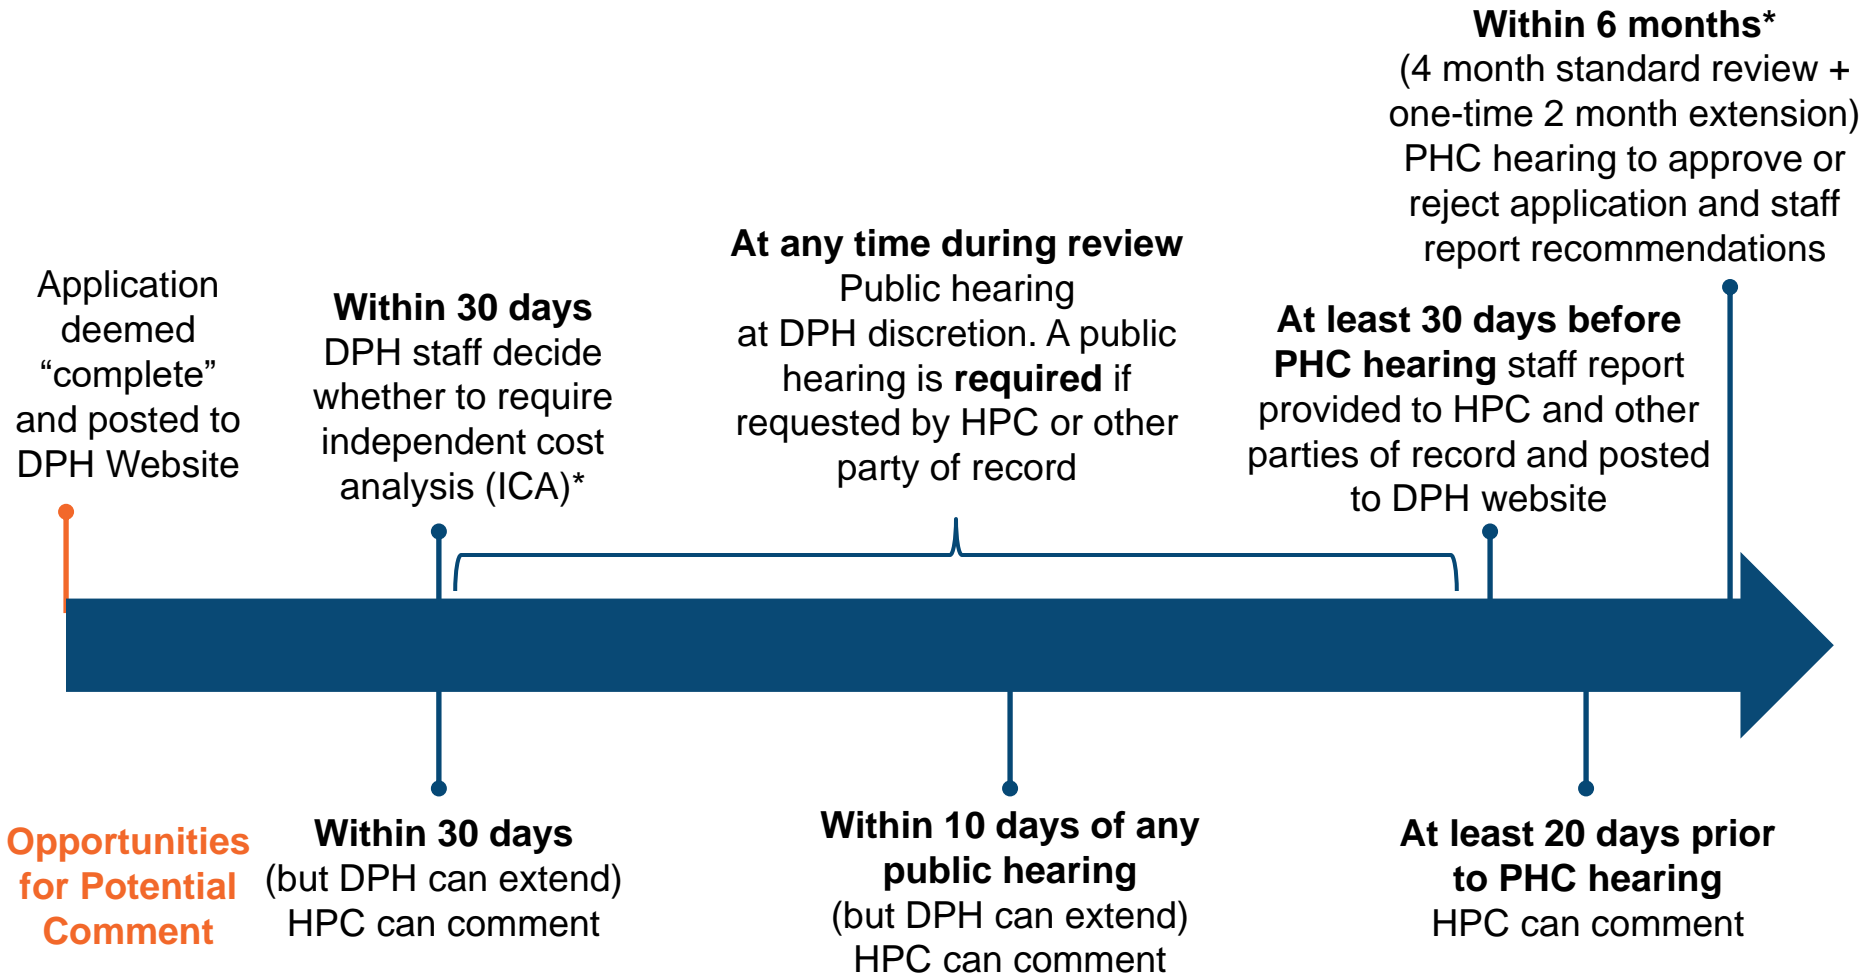 Application
deemed
“complete”
and posted to
DPH Website
Within 30 days
DPH staff decide
whether to require
independent cost
analysis (ICA)*
At any time during review
Public hearing
at DPH discretion. A public
hearing is required if
requested by HPC or other
party of record
At least 30 days before
PHC hearing staff report
provided to HPC and other
parties of record and posted
to DPH website
Within 6 months*
(4 month standard review +
one-time 2 month extension)
PHC hearing to approve or
reject application and staff
report recommendations
Opportunities
for Potential
Comment
Within 30 days
(but DPH can extend)
HPC can comment
Within 10 days of any
public hearing
(but DPH can extend)
HPC can comment
At least 20 days prior
to PHC hearing
HPC can comment